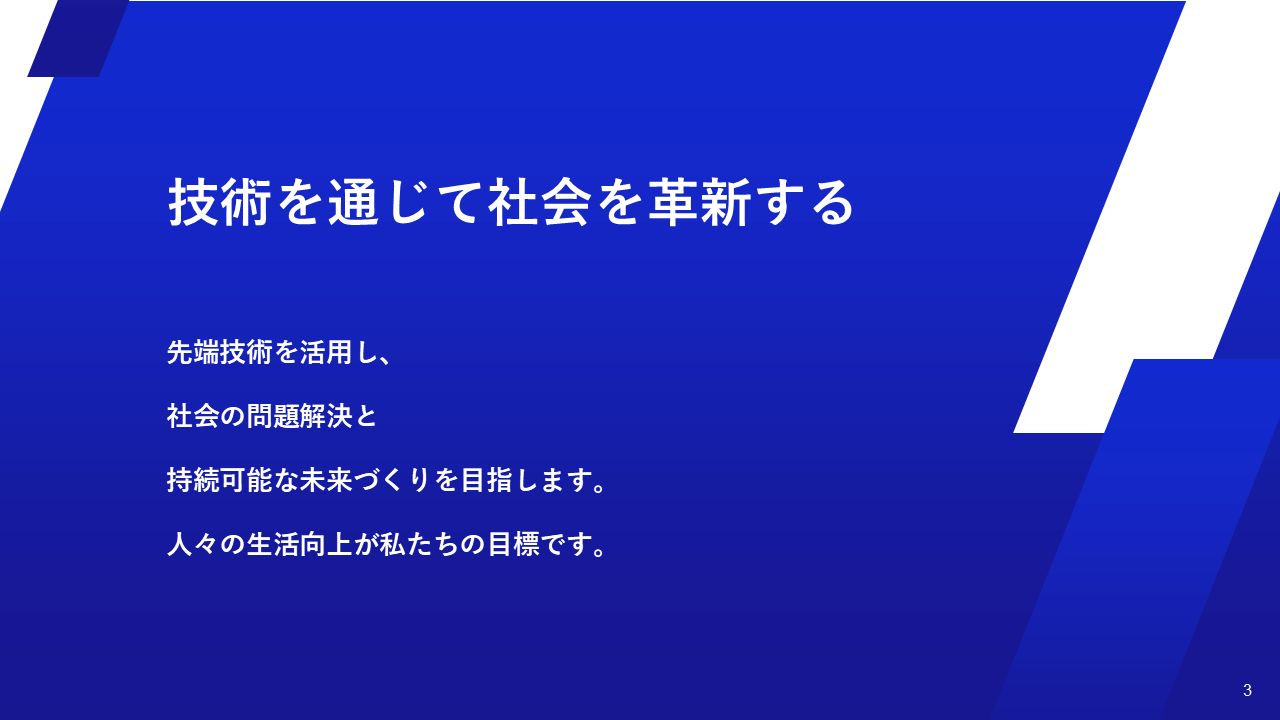 技術を通じて社会を革新する
先端技術を活用し、
社会の問題解決と
持続可能な未来づくりを目指します。
人々の生活向上が私たちの目標です。
3